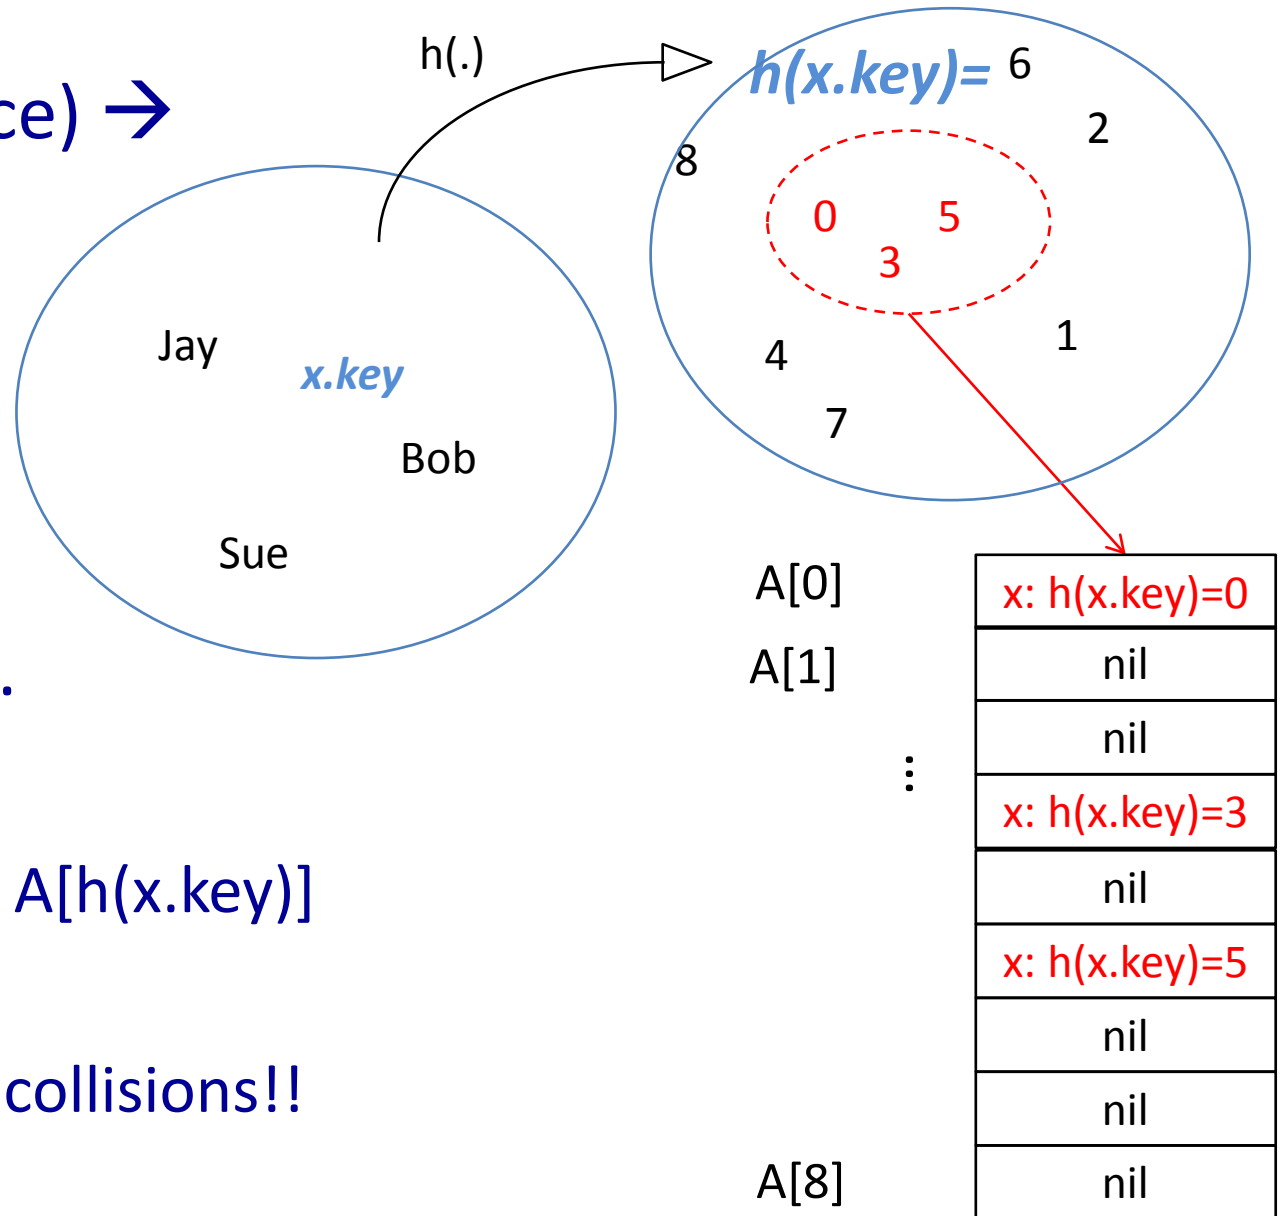 h(.)
h(x.key)= 6
ce) →
2
8
0 5
3
Jay
x.key
4
1
7
Bob
Sue
A[0] x: h(x.key)=0
A[1] nil
.
nil
⋮
x: h(x.key)=3
A[h(x.key)] nil
x: h(x.key)=5
nil
collisions!!
nil
A[8] nil